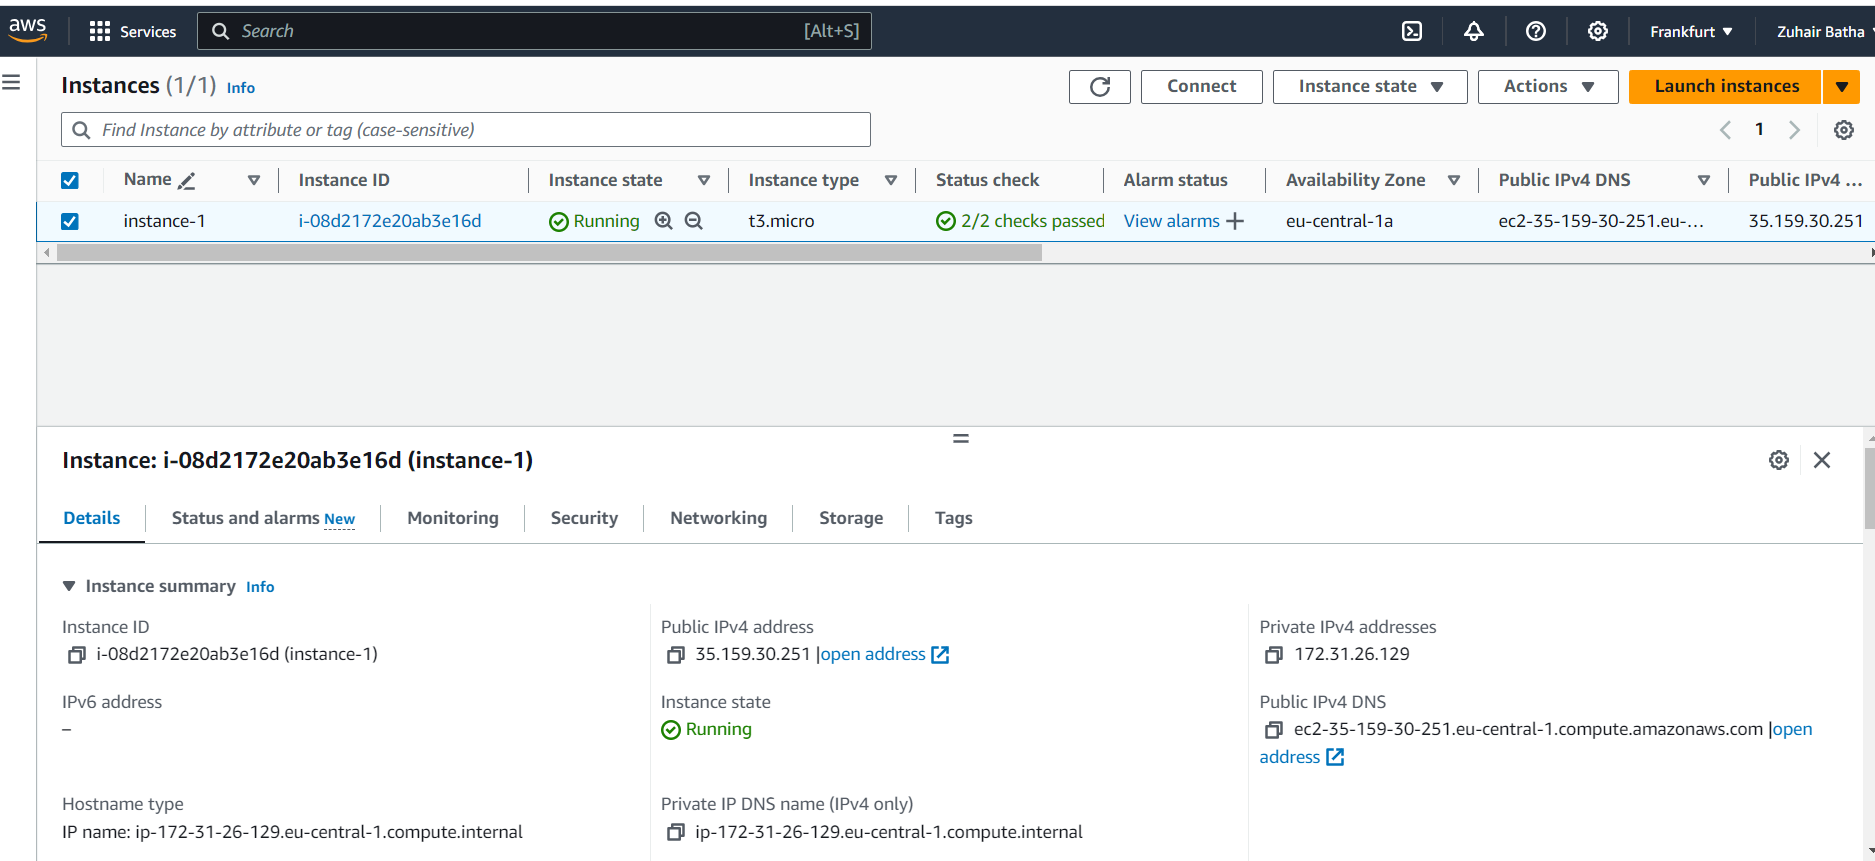 aws Services Search [Alt+S] Frankfurt Zuhair Batha
Instances (1/1) Info Connect Instance state Actions Launch instances
Find Instance by attribute or tag (case-sensitive) 1
Name Instance ID Instance state Instance type Status check Alarm status Availability Zone Public IPv4 DNS Public IPv4 ...
instance-1 i-08d2172e20ab3e16d Running t3.micro 2/2 checks passed View alarms + eu-central-1a ec2-35-159-30-251.eu-... 35.159.30.251
Instance: i-08d2172e20ab3e16d (instance-1)
Details Status and alarms New Monitoring Security Networking Storage Tags
Instance summary Info
Instance ID Public IPv4 address Private IPv4 addresses
i-08d2172e20ab3e16d (instance-1) 35.159.30.251 |open address 172.31.26.129
IPv6 address Instance state Public IPv4 DNS
– Running ec2-35-159-30-251.eu-central-1.compute.amazonaws.com |open
address
Hostname type Private IP DNS name (IPv4 only)
IP name: ip-172-31-26-129.eu-central-1.compute.internal ip-172-31-26-129.eu-central-1.compute.internal